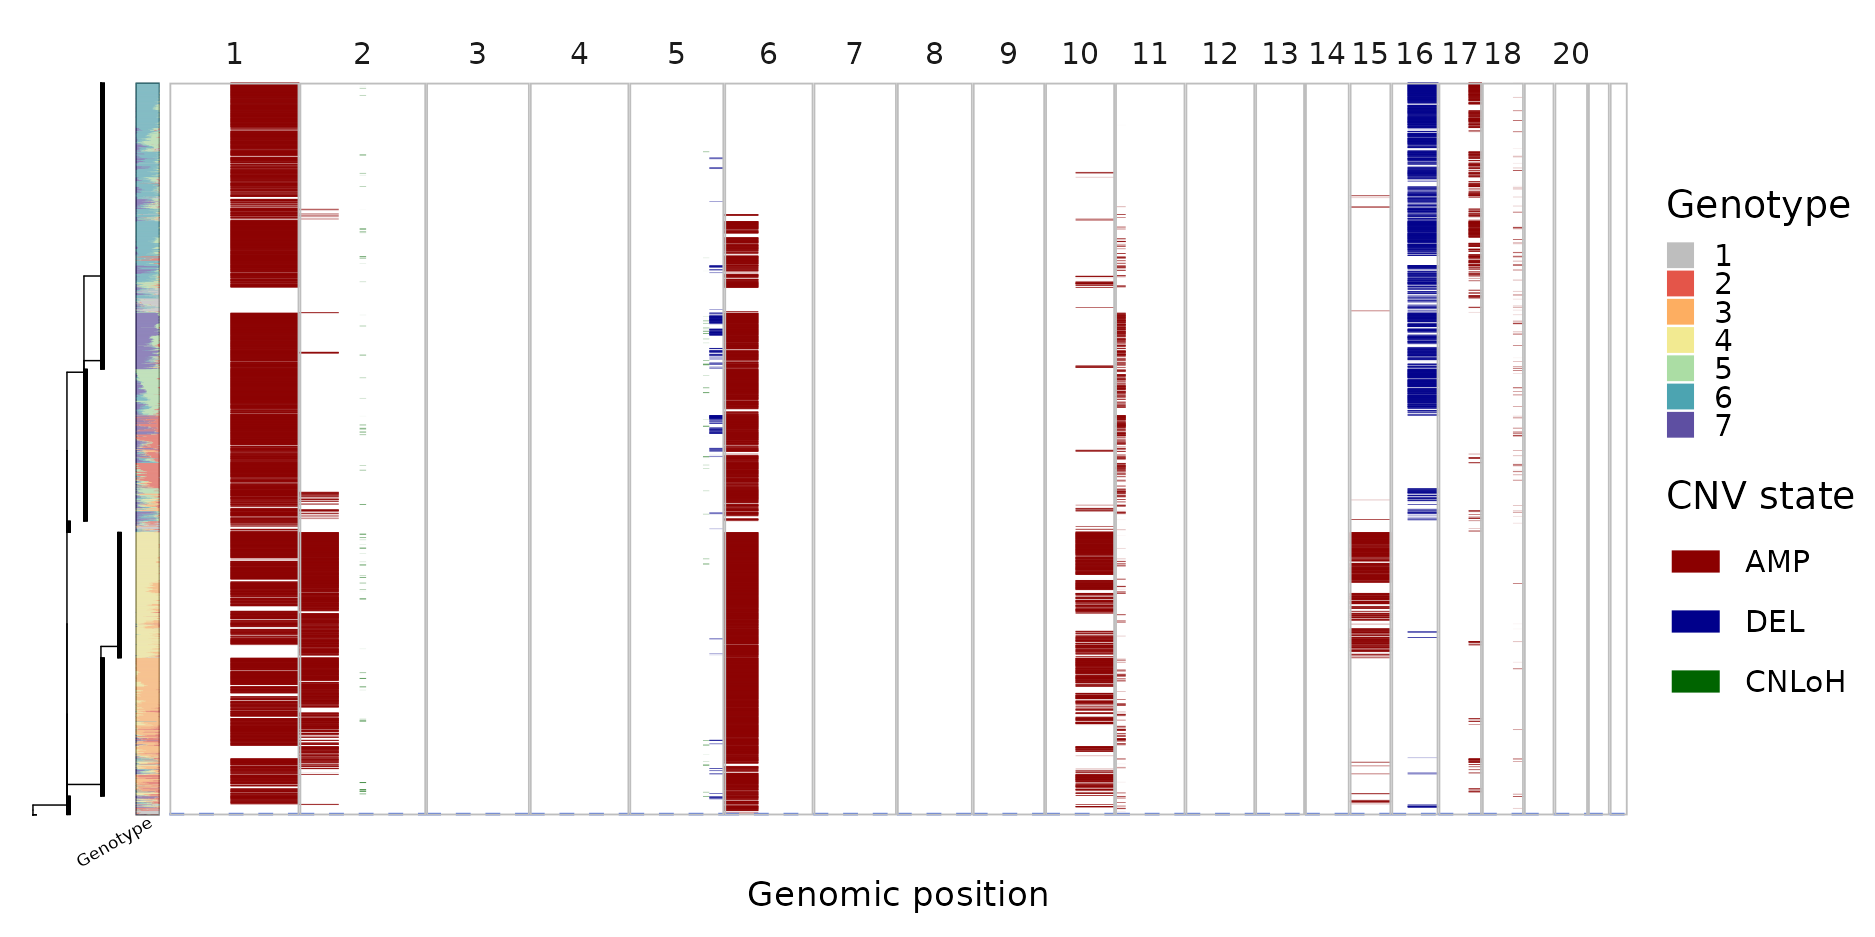 1 2 3 4 5 6 7 8 9 10 11 12 13 14 15 16 17 18 20
Genotype
1
2
3
4
5
6
7
CNV state
AMP
DEL
CNLoH
Genotype
Genomic position